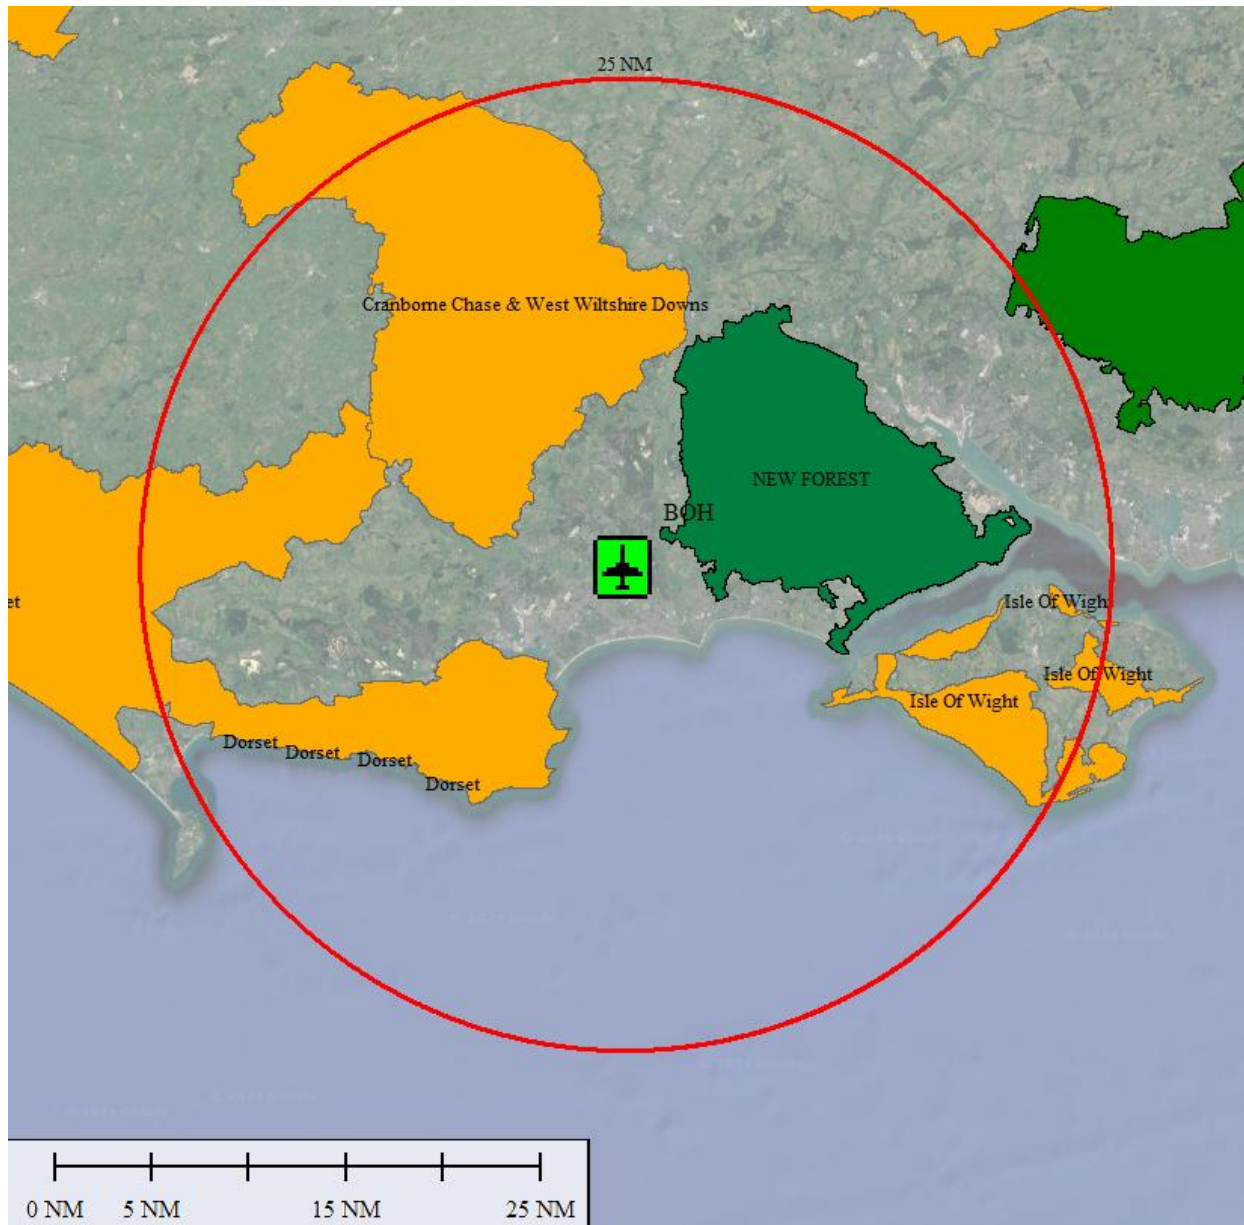 25 NM
Cranborne Chase & West Wiltshire Downs
NEW FOREST
BOH
et
Isle Of Wight
Isle Of Wight
Isle Of Wight
Dorset
Dorset
Dorset
Dorset
0 NM 5 NM 15 NM 25 NM